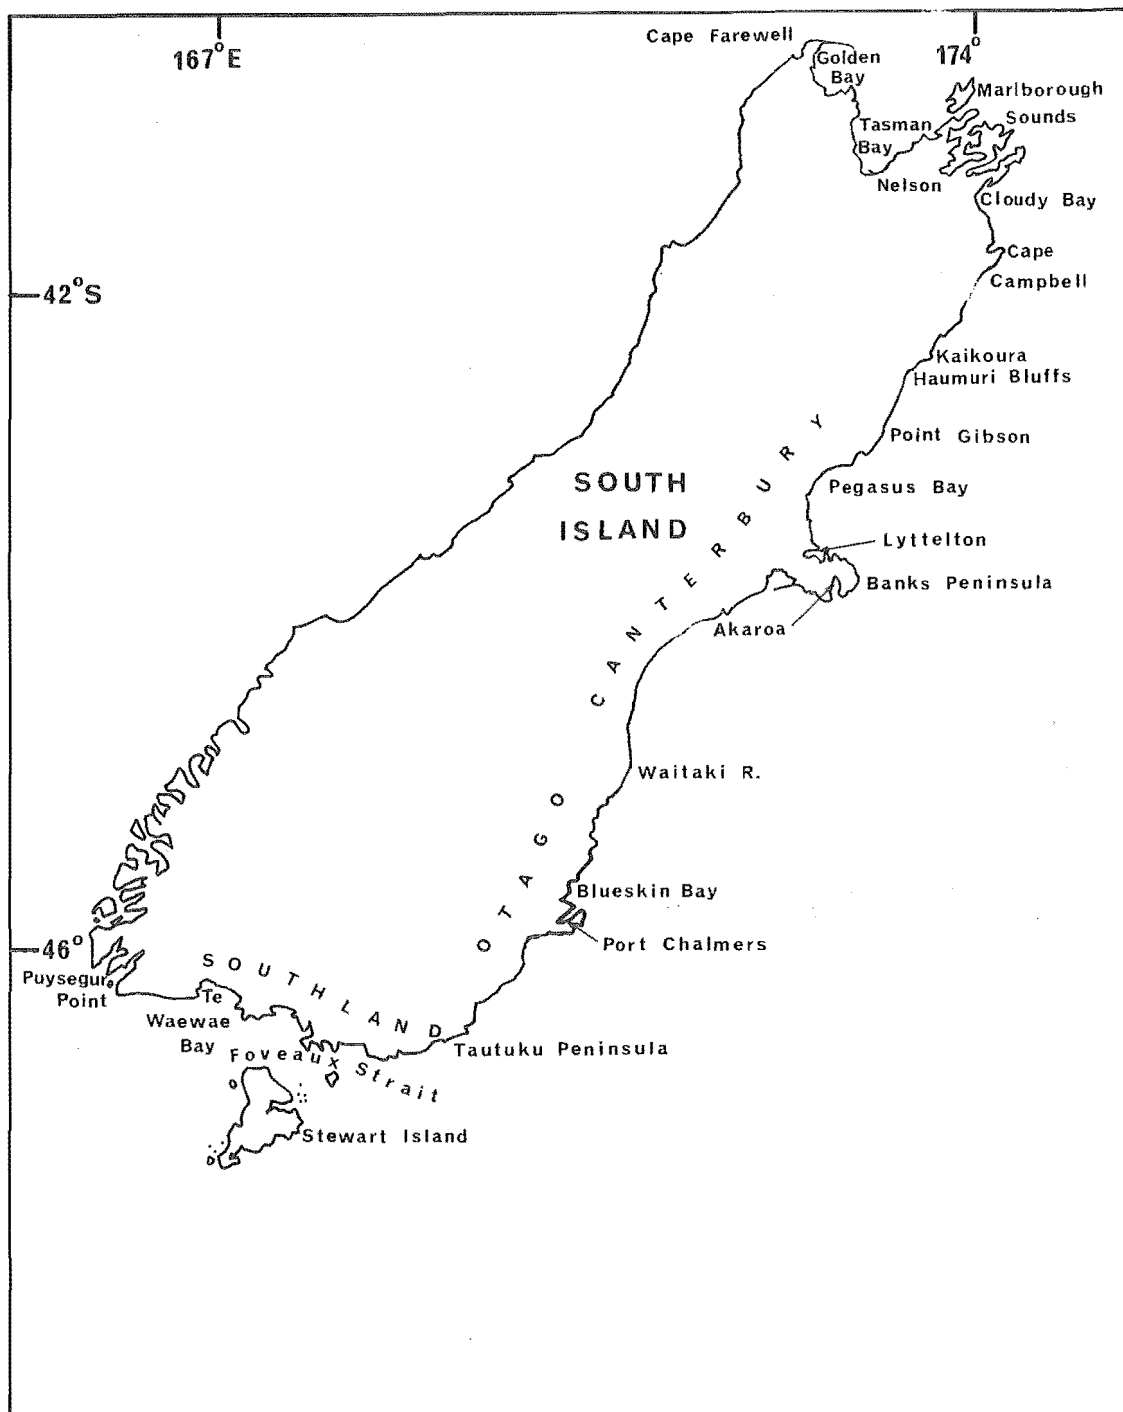 Cape Farewell
167°E
174°
Golden
Bay
Marlborough
Sounds
Tasman
Bay
Nelson
Cloudy Bay
Cape
Campbell
42°S
Kaikoura
Haumuri Bluffs
Point Gibson
SOUTH
ISLAND
Pegasus Bay
CANTERBURY
Lyttelton
Banks Peninsula
Akaroa
Waitaki R.
OTAGO
Blueskin Bay
Port Chalmers
46°
SOUTHLAND
Puysegur
Point
Te
Waewae
Bay
Tautuku Peninsula
Foveaux Strait
Stewart Island